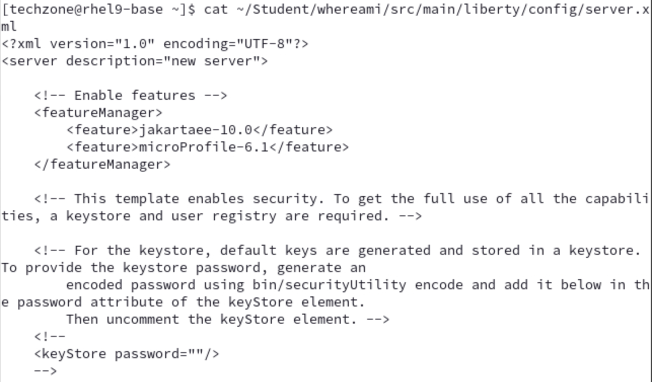 [techzone@rhel9-base ~]$ cat ~/Student/whereami/src/main/liberty/config/server.x
ml
<?xml version="1.0" encoding="UTF-8"?>
<server description="new server">

    <!-- Enable features -->
    <featureManager>
        <feature>jakartaee-10.0</feature>
        <feature>microProfile-6.1</feature>
    </featureManager>

    <!-- This template enables security. To get the full use of all the capabili
ties, a keystore and user registry are required. -->

    <!-- For the keystore, default keys are generated and stored in a keystore.
To provide the keystore password, generate an
        encoded password using bin/securityUtility encode and add it below in th
e password attribute of the keyStore element.
        Then uncomment the keyStore element. -->
    <!--
    <keyStore password=""/>
    -->